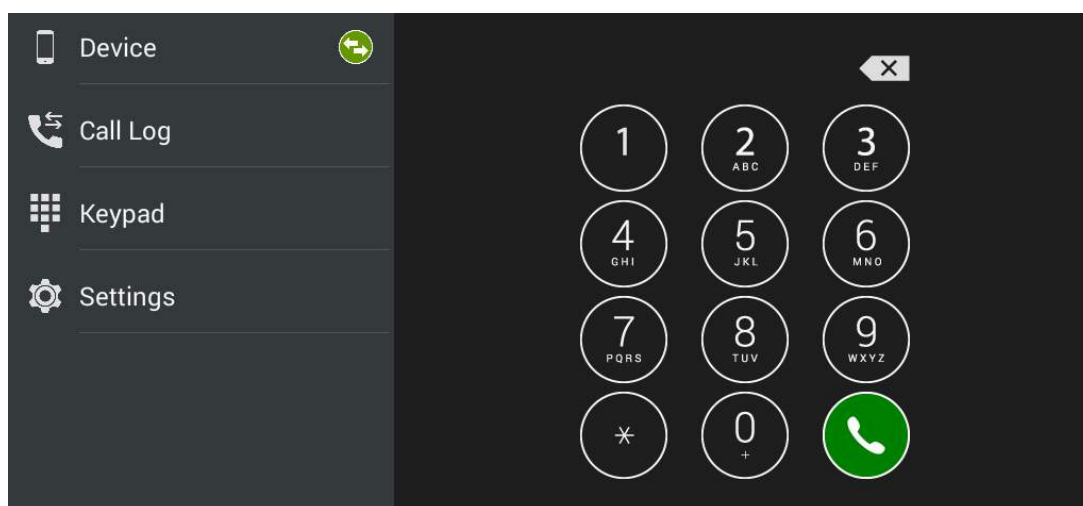 Device
Call Log
Keypad
Settings
1
2
ABC
3
DEF
4
GHI
5
JKL
6
MNO
7
PQRS
8
TUV
9
WXYZ
*
0
+